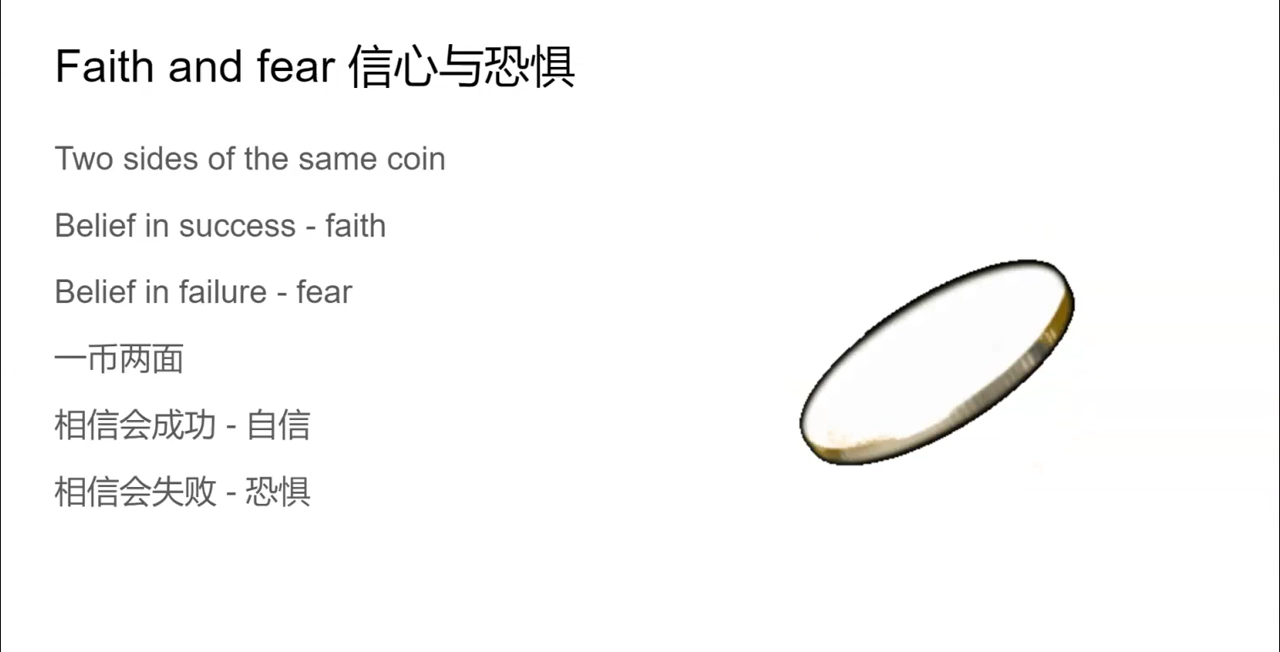 Faith and fear 信心与恐惧
Two sides of the same coin
Belief in success - faith
Belief in failure - fear
一币两面
相信会成功 - 自信
相信会失败 - 恐惧